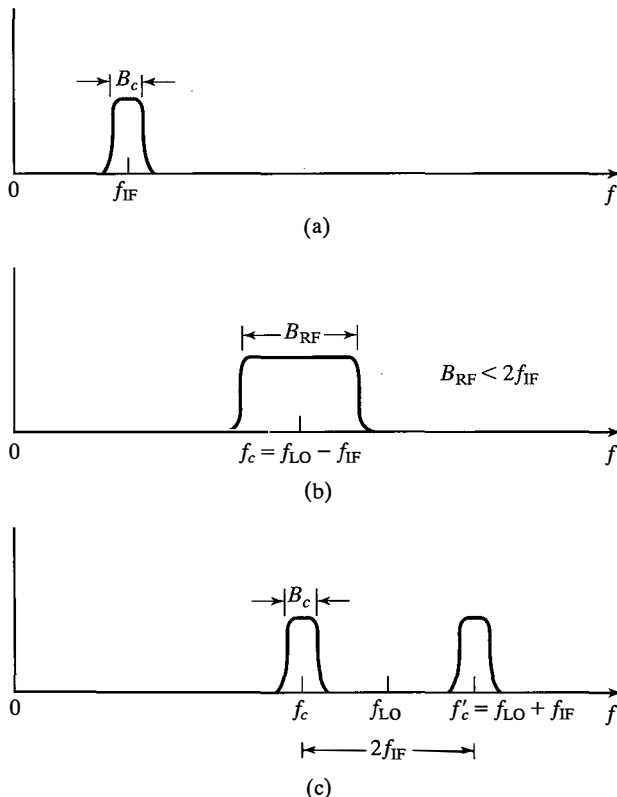 B_c
0
f_IF
f
(a)
B_RF
B_RF < 2f_IF
0
f_c = f_LO − f_IF
f
(b)
B_c
0
f_c
f_LO
f′_c = f_LO + f_IF
f
2f_IF
(c)